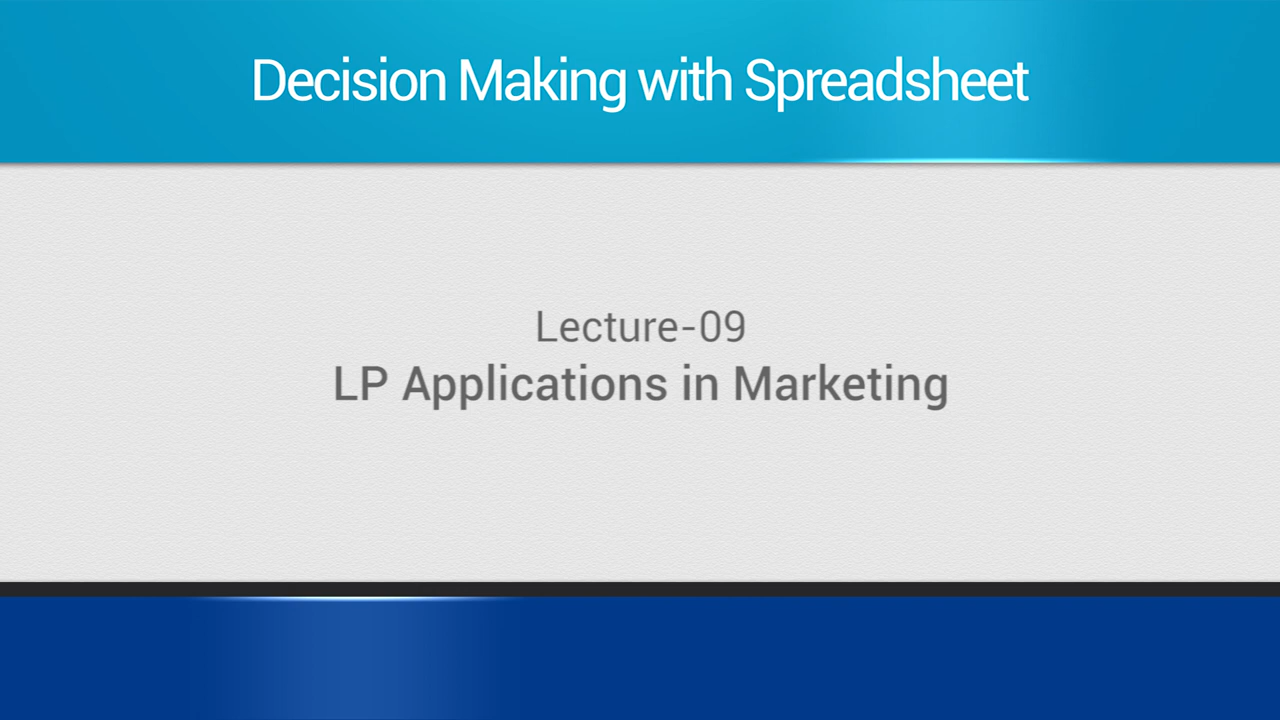 Decision Making with Spreadsheet
Lecture-09
LP Applications in Marketing